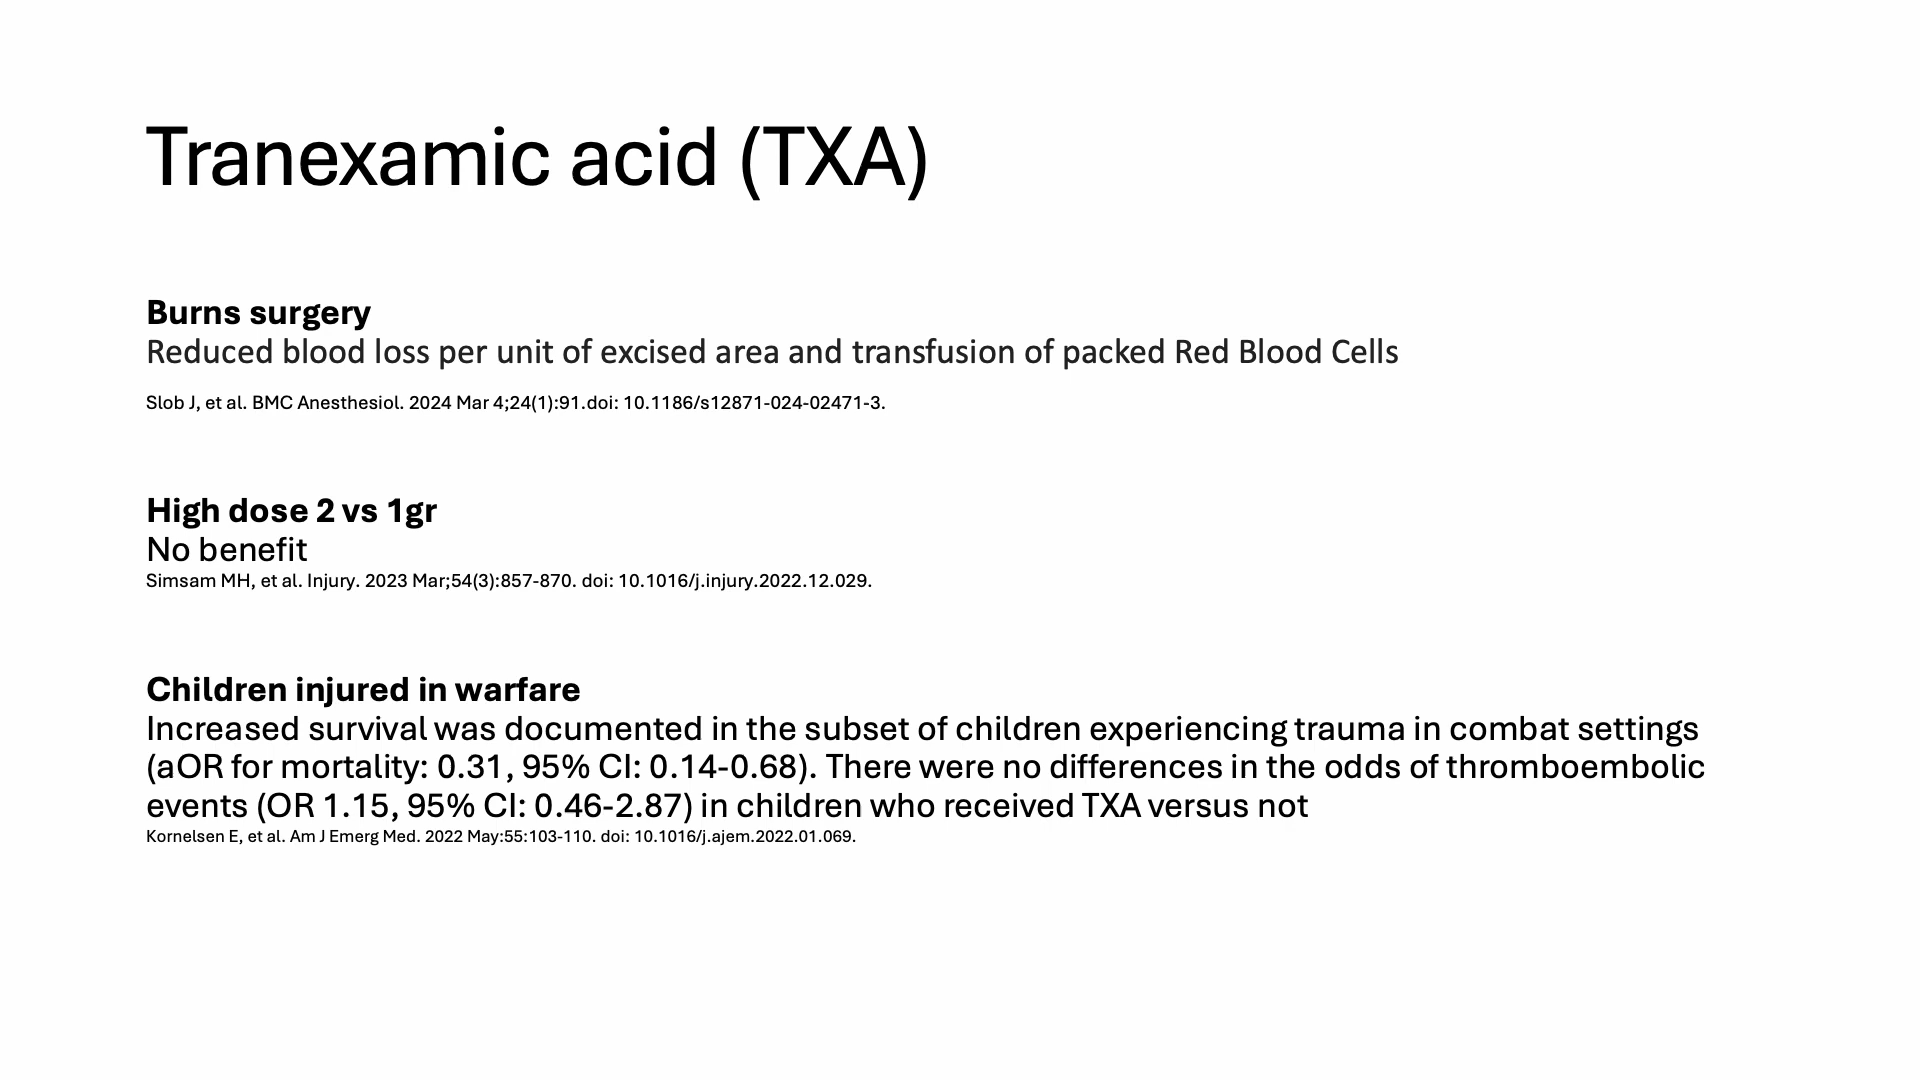 Tranexamic acid (TXA)
Burns surgery
Reduced blood loss per unit of excised area and transfusion of packed Red Blood Cells
Slob J, et al. BMC Anesthesiol. 2024 Mar 4;24(1):91.doi: 10.1186/s12871-024-02471-3.
High dose 2 vs 1gr
No benefit
Simsam MH, et al. Injury. 2023 Mar;54(3):857-870. doi: 10.1016/j.injury.2022.12.029.
Children injured in warfare
Increased survival was documented in the subset of children experiencing trauma in combat settings
(aOR for mortality: 0.31, 95% CI: 0.14-0.68). There were no differences in the odds of thromboembolic
events (OR 1.15, 95% CI: 0.46-2.87) in children who received TXA versus not
Kornelsen E, et al. Am J Emerg Med. 2022 May:55:103-110. doi: 10.1016/j.ajem.2022.01.069.